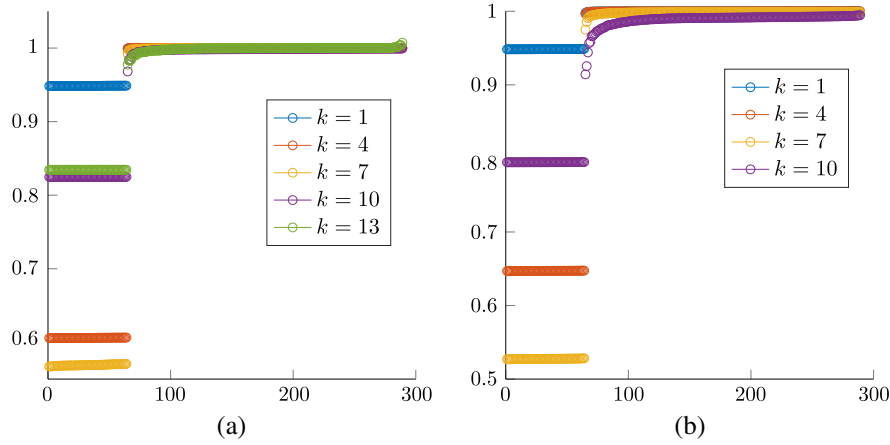 1
0.9
0.8
0.7
0.6
0
100
200
300
k = 1
k = 4
k = 7
k = 10
k = 13
(a)
1
0.9
0.8
0.7
0.6
0.5
0
100
200
300
k = 1
k = 4
k = 7
k = 10
(b)